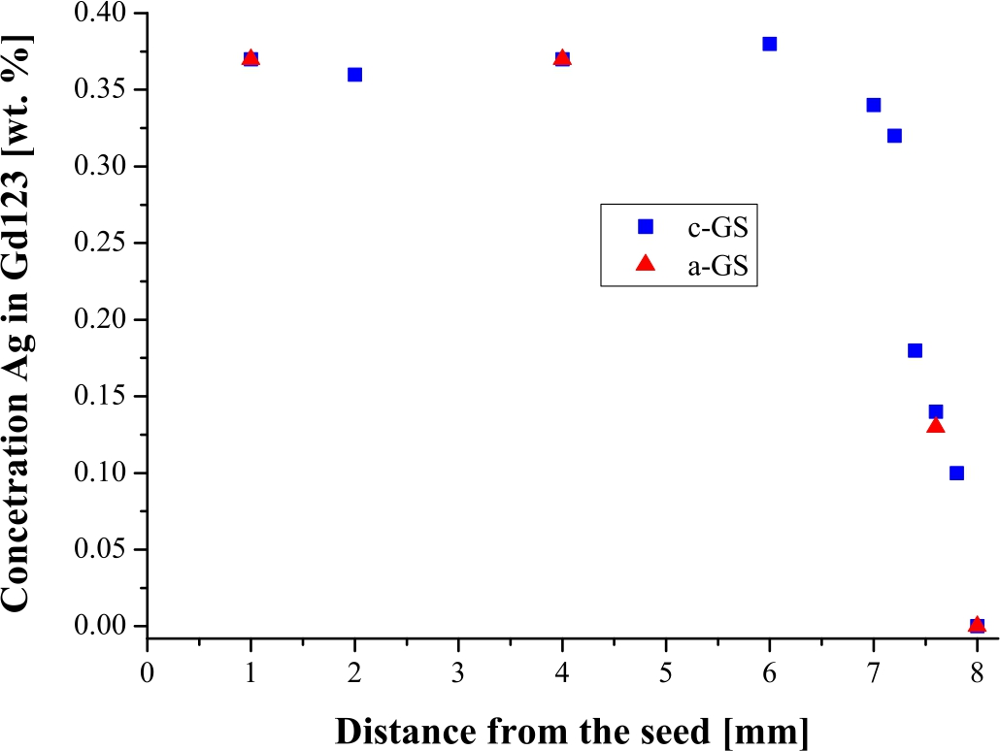 Concetration Ag in Gd123 [wt. %]
0.40
0.35
0.30
0.25
0.20
0.15
0.10
0.05
0.00
c-GS
a-GS
0 1 2 3 4 5 6 7 8
Distance from the seed [mm]